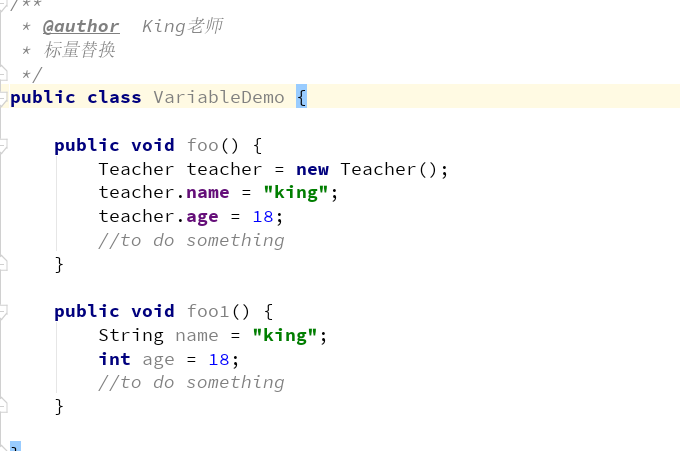 /**
 * @author  King老师
 * 标量替换
 */
public class VariableDemo {
    public void foo() {
        Teacher teacher = new Teacher();
        teacher.name = "king";
        teacher.age = 18;
        //to do something
    }
    public void foo1() {
        String name = "king";
        int age = 18;
        //to do something
    }
}